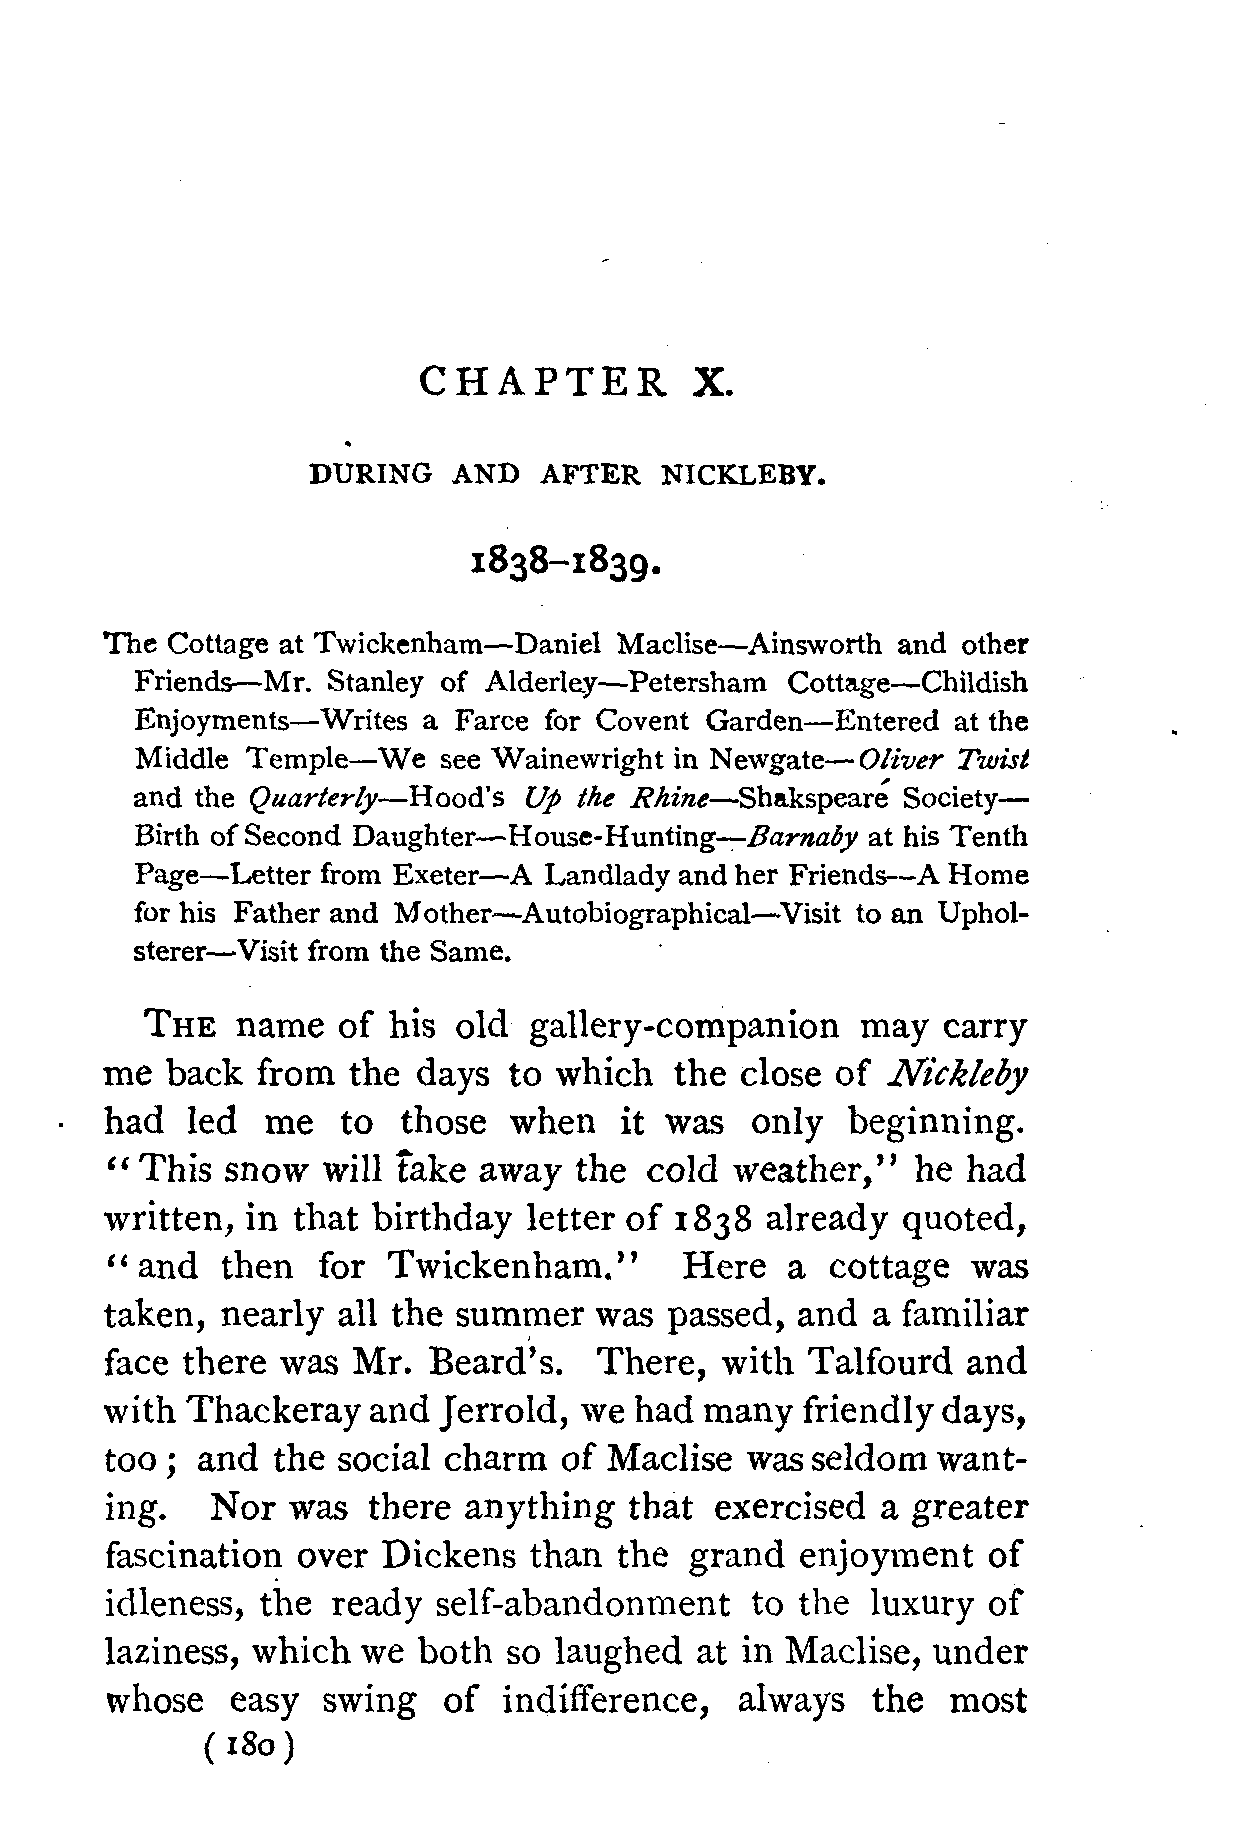 CHAPTER X.
DURING AND AFTER NICKLEBY.
1838–1839.
The Cottage at Twickenham—Daniel Maclise—Ainsworth and other
Friends—Mr. Stanley of Alderley—Petersham Cottage—Childish
Enjoyments—Writes a Farce for Covent Garden—Entered at the
Middle Temple—We see Wainewright in Newgate—Oliver Twist
and the Quarterly—Hood's Up the Rhine—Shakspeare Society—
Birth of Second Daughter—House-Hunting—Barnaby at his Tenth
Page—Letter from Exeter—A Landlady and her Friends—A Home
for his Father and Mother—Autobiographical—Visit to an Uphol-
sterer—Visit from the Same.
THE name of his old gallery-companion may carry
me back from the days to which the close of Nickleby
had led me to those when it was only beginning.
"This snow will take away the cold weather," he had
written, in that birthday letter of 1838 already quoted,
"and then for Twickenham." Here a cottage was
taken, nearly all the summer was passed, and a familiar
face there was Mr. Beard's. There, with Talfourd and
with Thackeray and Jerrold, we had many friendly days,
too; and the social charm of Maclise was seldom want-
ing. Nor was there anything that exercised a greater
fascination over Dickens than the grand enjoyment of
idleness, the ready self-abandonment to the luxury of
laziness, which we both so laughed at in Maclise, under
whose easy swing of indifference, always the most
(180)